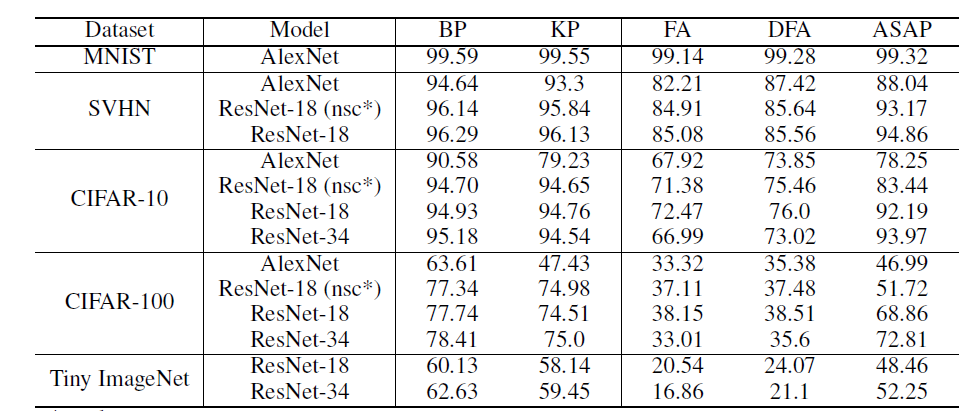 Dataset Model BP KP FA DFA ASAP
MNIST AlexNet 99.59 99.55 99.14 99.28 99.32
AlexNet 94.64 93.3 82.21 87.42 88.04
SVHN ResNet-18 (nsc*) 96.14 95.84 84.91 85.64 93.17
ResNet-18 96.29 96.13 85.08 85.56 94.86
AlexNet 90.58 79.23 67.92 73.85 78.25
CIFAR-10 ResNet-18 (nsc*) 94.70 94.65 71.38 75.46 83.44
ResNet-18 94.93 94.76 72.47 76.0 92.19
ResNet-34 95.18 94.54 66.99 73.02 93.97
AlexNet 63.61 47.43 33.32 35.38 46.99
CIFAR-100 ResNet-18 (nsc*) 77.34 74.98 37.11 37.48 51.72
ResNet-18 77.74 74.51 38.15 38.51 68.86
ResNet-34 78.41 75.0 33.01 35.6 72.81
Tiny ImageNet ResNet-18 60.13 58.14 20.54 24.07 48.46
ResNet-34 62.63 59.45 16.86 21.1 52.25